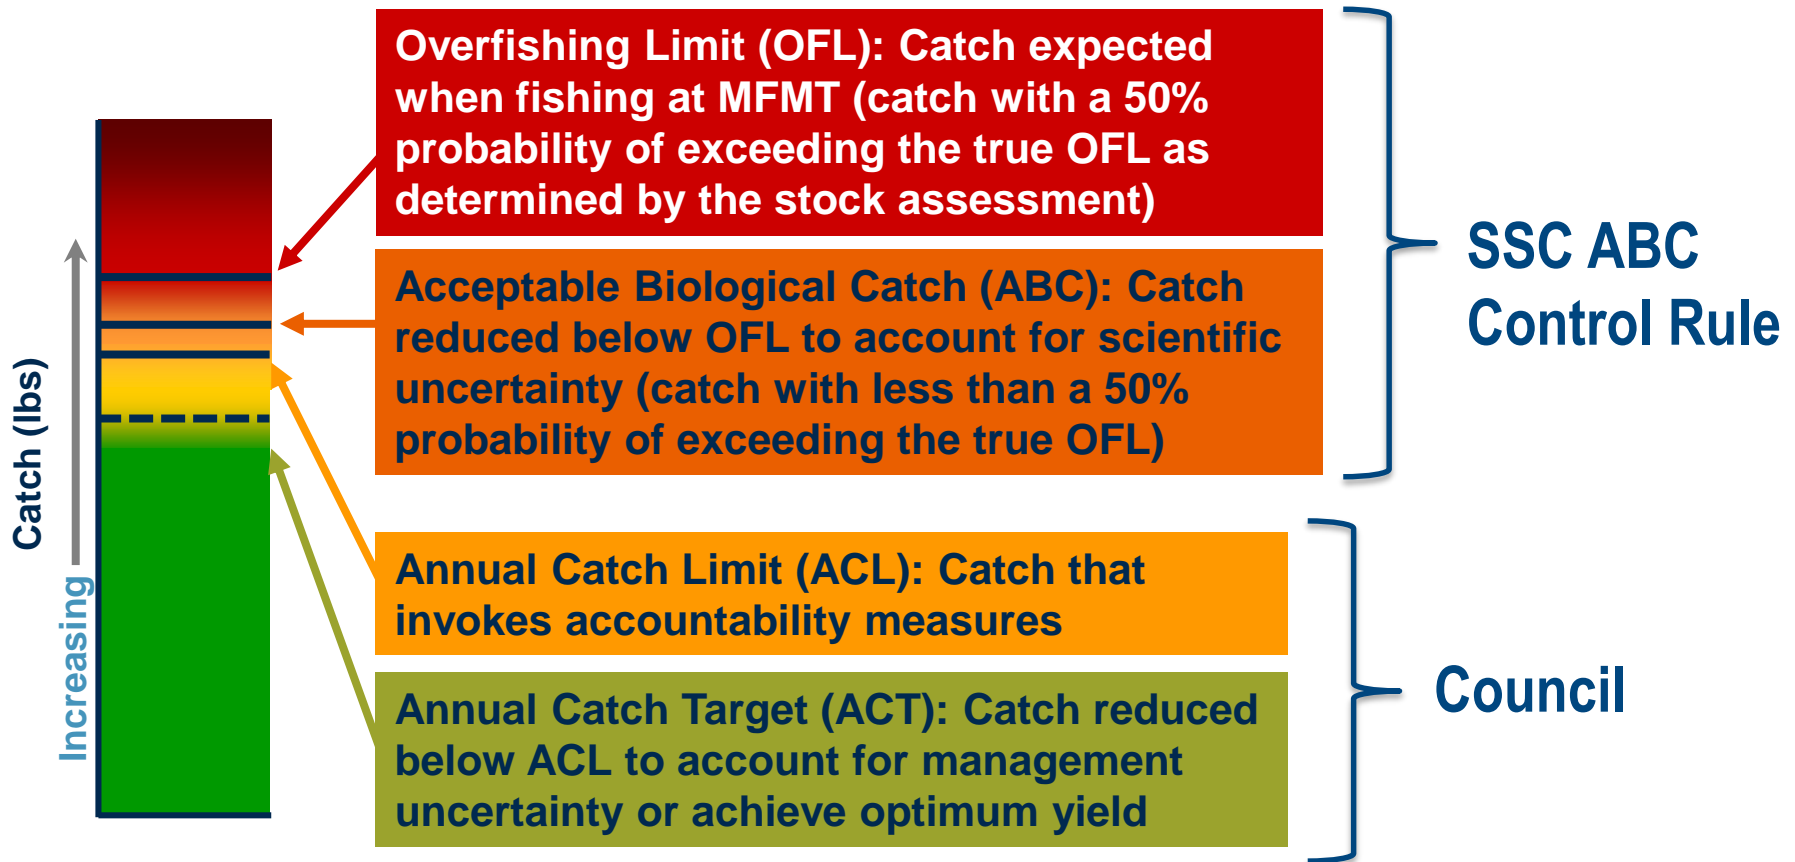 Overfishing Limit (OFL): Catch expected
when fishing at MFMT (catch with a 50%
probability of exceeding the true OFL as
determined by the stock assessment)
Acceptable Biological Catch (ABC): Catch
reduced below OFL to account for scientific
uncertainty (catch with less than a 50%
probability of exceeding the true OFL)
SSC ABC
Control Rule
Annual Catch Limit (ACL): Catch that
invokes accountability measures
Annual Catch Target (ACT): Catch reduced
below ACL to account for management
uncertainty or achieve optimum yield
Council
Catch (lbs)
Increasing